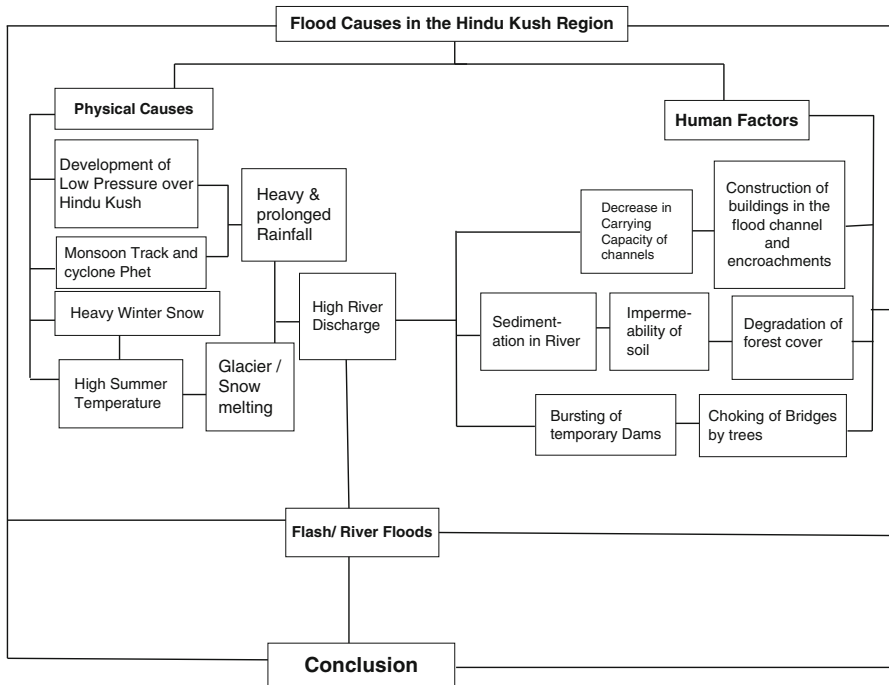 Flood Causes in the Hindu Kush Region
Physical Causes
Human Factors
Development of
Low Pressure over
Hindu Kush
Monsoon Track and
cyclone Phet
Heavy Winter Snow
High Summer
Temperature
Heavy &
prolonged
Rainfall
Glacier /
Snow
melting
High River
Discharge
Decrease in
Carrying
Capacity of
channels
Construction of
buildings in the
flood channel
and
encroachments
Sediment-
ation in River
Imperme-
ability of
soil
Degradation of
forest cover
Bursting of
temporary Dams
Choking of Bridges
by trees
Flash/ River Floods
Conclusion